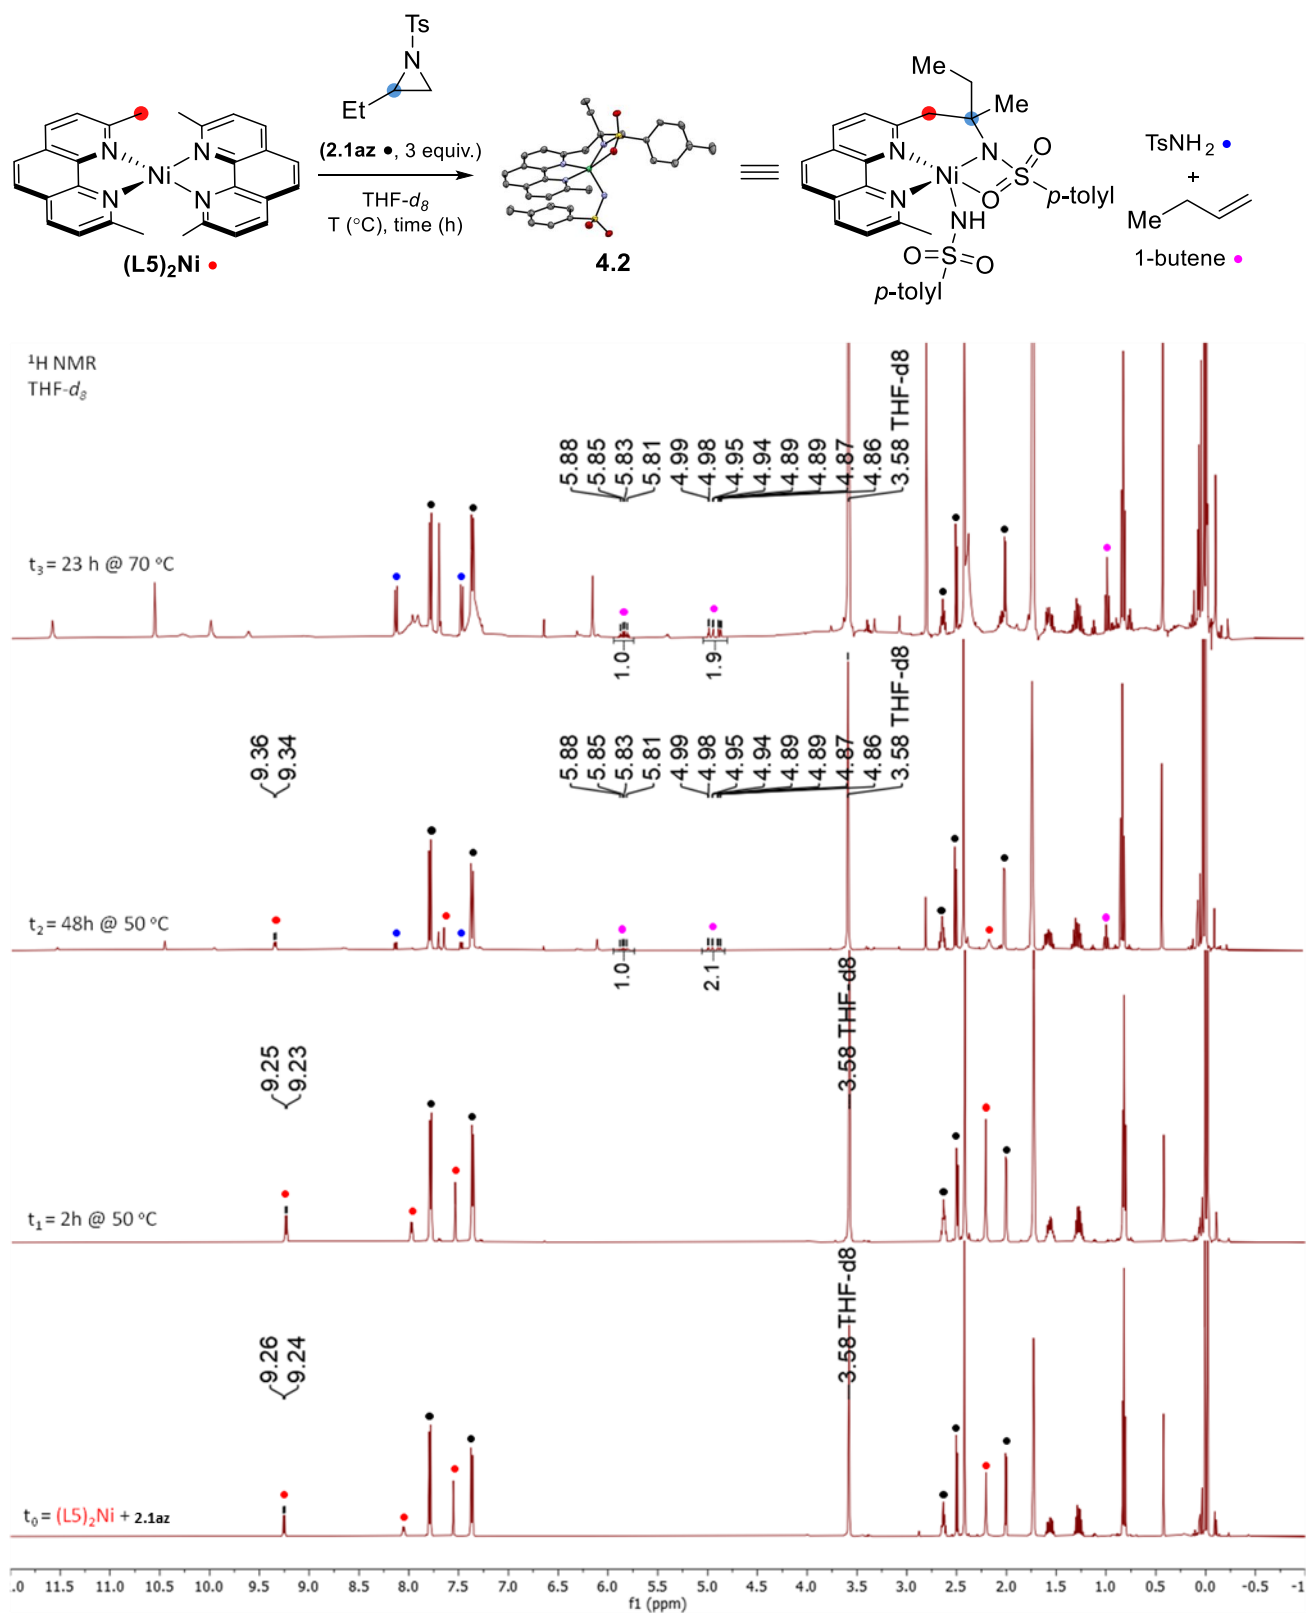 Ts
N
Et
(2.1az ●, 3 equiv.)
THF-d8
T (°C), time (h)
N
N
Ni
N
N
(L5)2Ni ●
4.2
Me
Me
N
N
Ni
N
O
S
O
p-tolyl
NH
O=S=O
p-tolyl
TsNH2 ●
+
Me
1-butene ●
1H NMR
THF-d8
5.88
5.85
5.83
5.81
4.99
4.98
4.95
4.94
4.89
4.89
4.87
4.86
3.58 THF-d8
t3 = 23 h @ 70 °C
1.0
1.9
9.36
9.34
5.88
5.85
5.83
5.81
4.99
4.98
4.95
4.94
4.89
4.89
4.87
4.86
3.58 THF-d8
t2 = 48h @ 50 °C
1.0
2.1
9.25
9.23
3.58 THF-d8
t1 = 2h @ 50 °C
9.26
9.24
3.58 THF-d8
t0 = (L5)2Ni + 2.1az
.0 11.5 11.0 10.5 10.0 9.5 9.0 8.5 8.0 7.5 7.0 6.5 6.0 5.5 5.0 4.5 4.0 3.5 3.0 2.5 2.0 1.5 1.0 0.5 0.0 -0.5 -1
f1 (ppm)